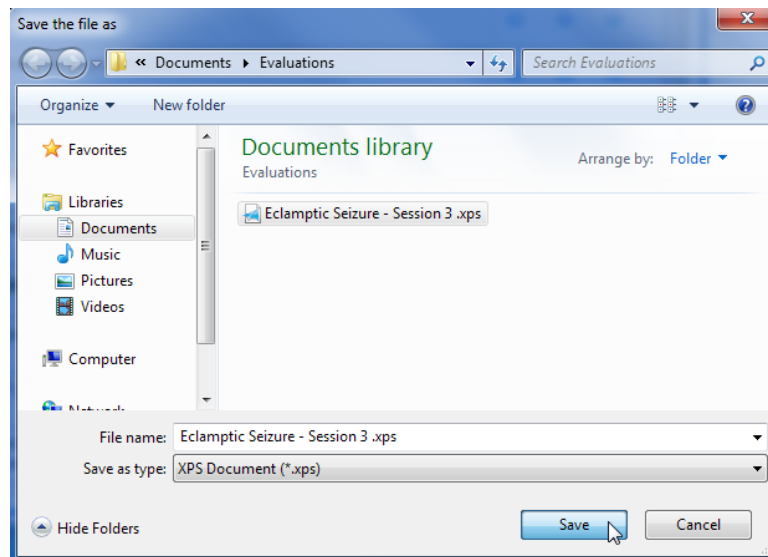 Save the file as
« Documents ▸ Evaluations
Search Evaluations
Organize
New folder
Favorites
Documents library
Evaluations
Arrange by: Folder
Libraries
Documents
Music
Pictures
Videos
Computer
Network
Eclamptic Seizure - Session 3 .xps
File name: Eclamptic Seizure - Session 3 .xps
Save as type: XPS Document (*.xps)
Hide Folders
Save
Cancel